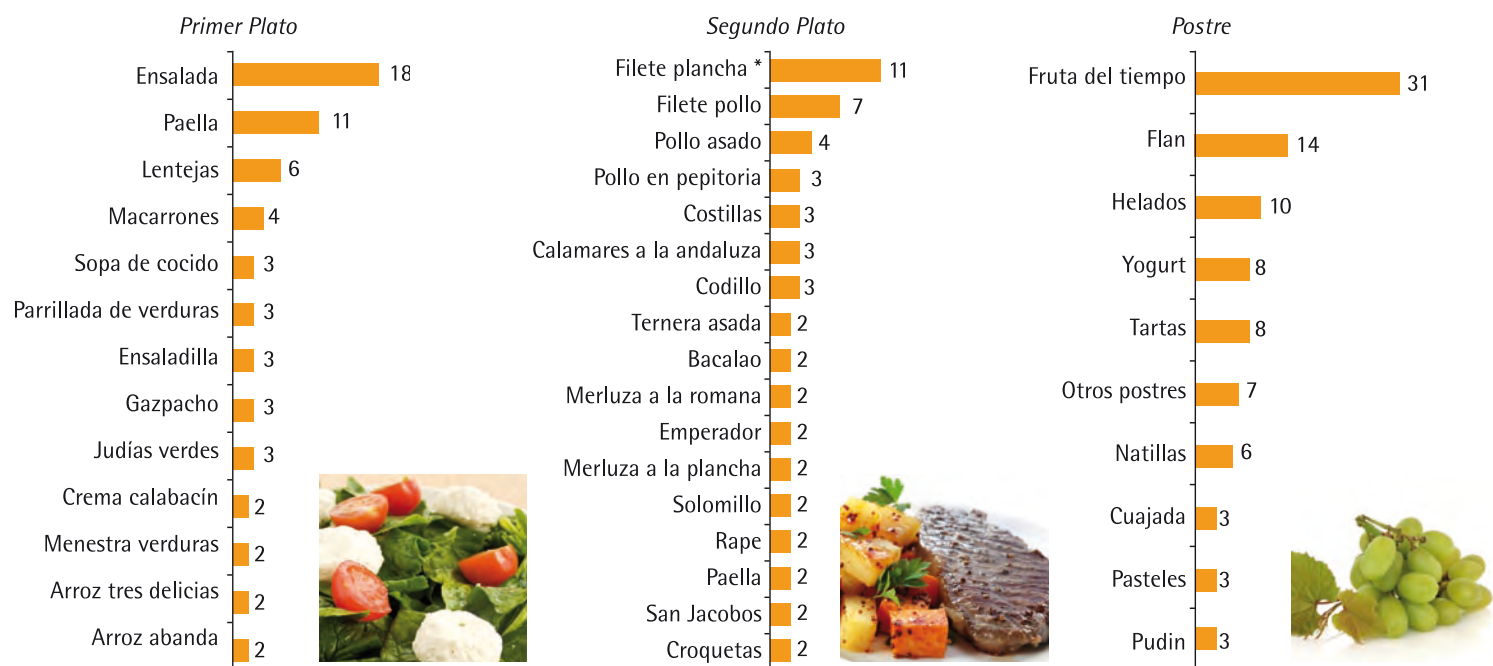 Primer Plato
Ensalada 18
Paella 11
Lentejas 6
Macarrones 4
Sopa de cocido 3
Parrillada de verduras 3
Ensaladilla 3
Gazpacho 3
Judías verdes 3
Crema calabacín 2
Menestra verduras 2
Arroz tres delicias 2
Arroz abanda 2
Segundo Plato
Filete plancha * 11
Filete pollo 7
Pollo asado 4
Pollo en pepitoria 3
Costillas 3
Calamares a la andaluza 3
Codillo 3
Ternera asada 2
Bacalao 2
Merluza a la romana 2
Emperador 2
Merluza a la plancha 2
Solomillo 2
Rape 2
Paella 2
San Jacobos 2
Croquetas 2
Postre
Fruta del tiempo 31
Flan 14
Helados 10
Yogurt 8
Tartas 8
Otros postres 7
Natillas 6
Cuajada 3
Pasteles 3
Pudin 3